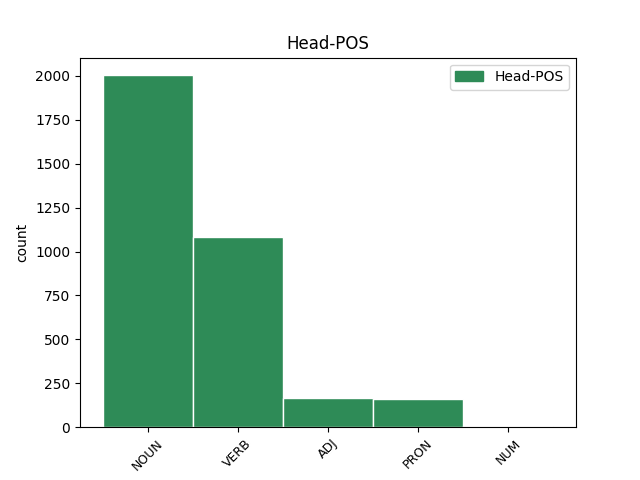 Head-POS
Head-POS
2000
1750
1500
1250
1000
750
500
250
0
count
NOUN
VERB
ADJ
PRON
NUM